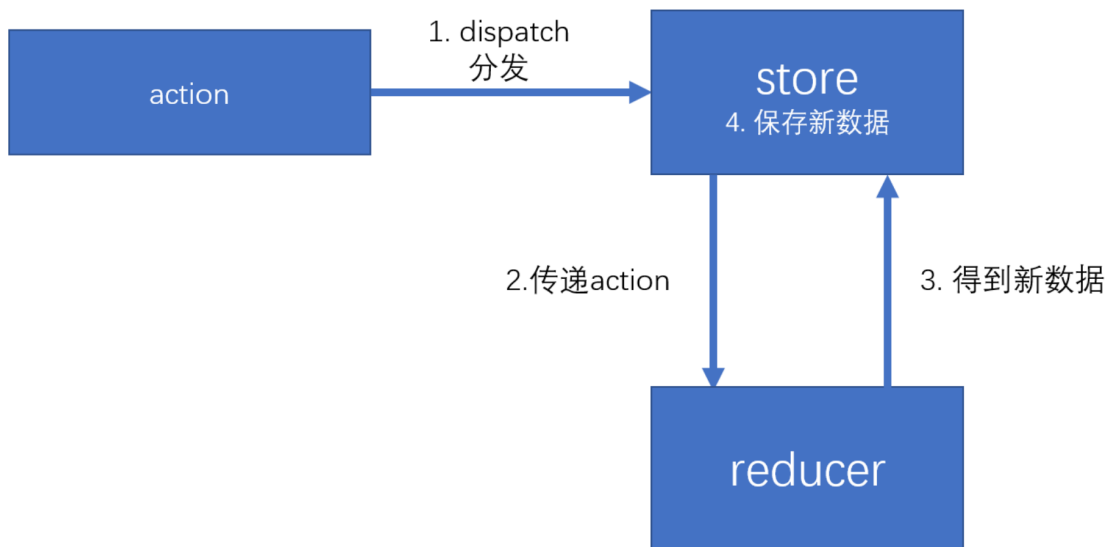 1. dispatch
分发
action
store
4. 保存新数据
2.传递action
3. 得到新数据
reducer